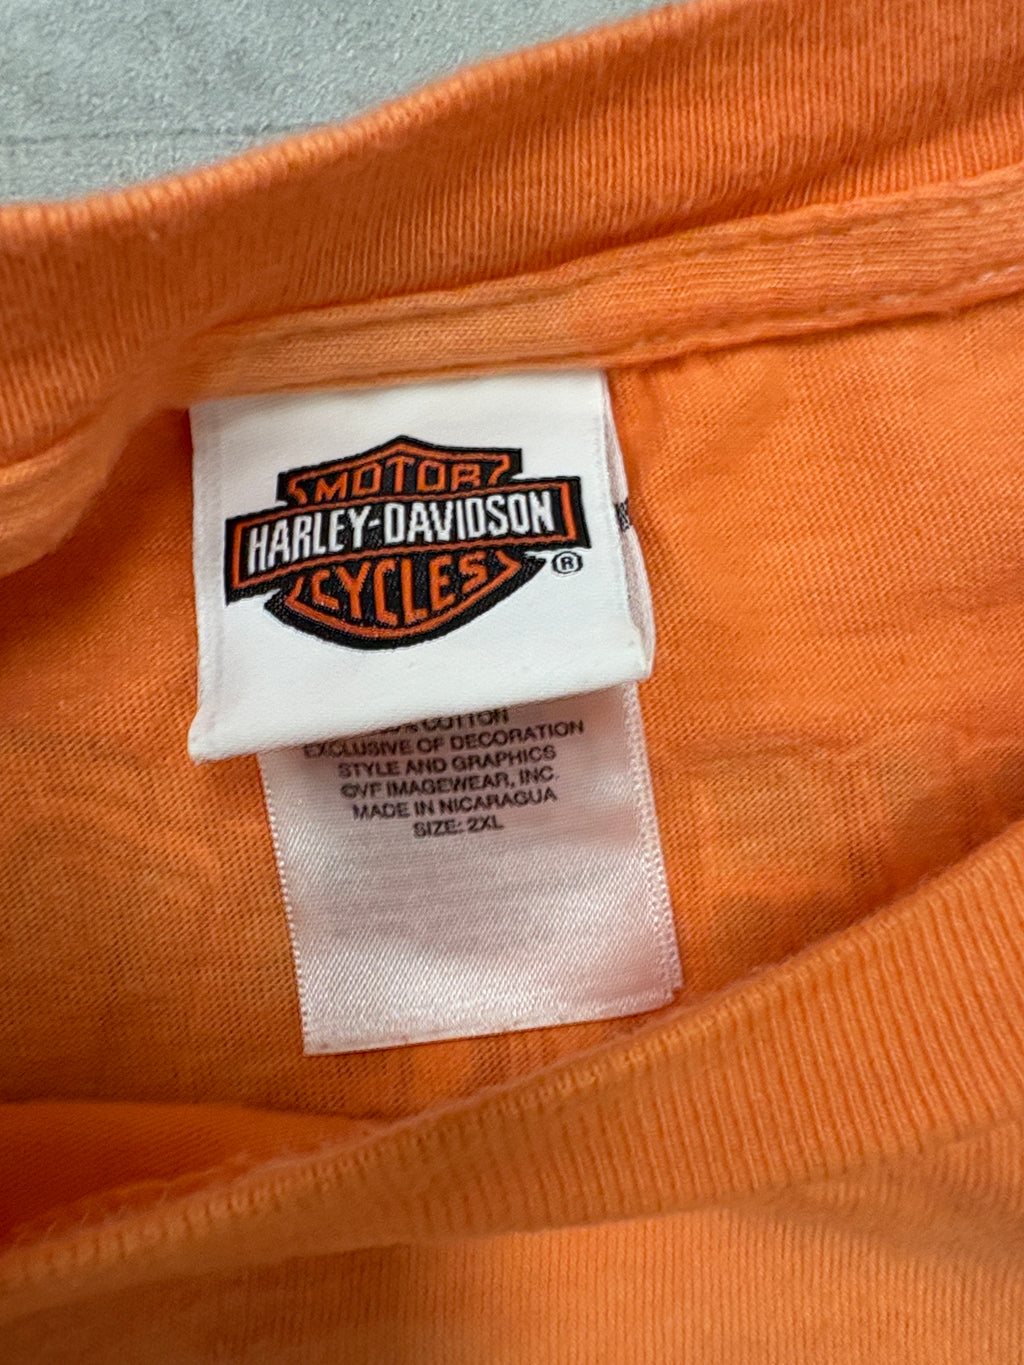 MOTOR
HARLEY-DAVIDSON
CYCLES
®
% COTTON
EXCLUSIVE OF DECORATION
STYLE AND GRAPHICS
©VF IMAGEWEAR, INC.
MADE IN NICARAGUA
SIZE: 2XL